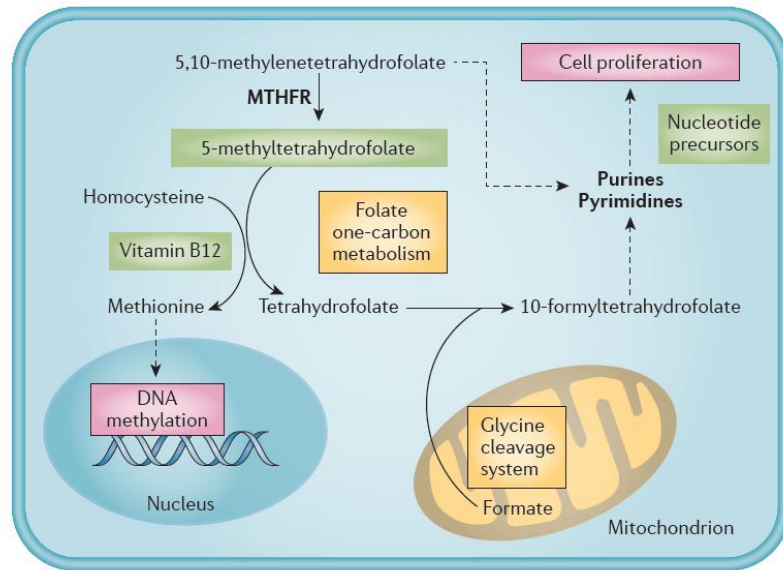 5,10-methylenetetrahydrofolate
Cell proliferation
MTHFR
Nucleotide
precursors
5-methyltetrahydrofolate
Purines
Pyrimidines
Homocysteine
Folate
one-carbon
metabolism
Vitamin B12
Methionine
Tetrahydrofolate
10-formyltetrahydrofolate
DNA
methylation
Nucleus
Glycine
cleavage
system
Formate
Mitochondrion